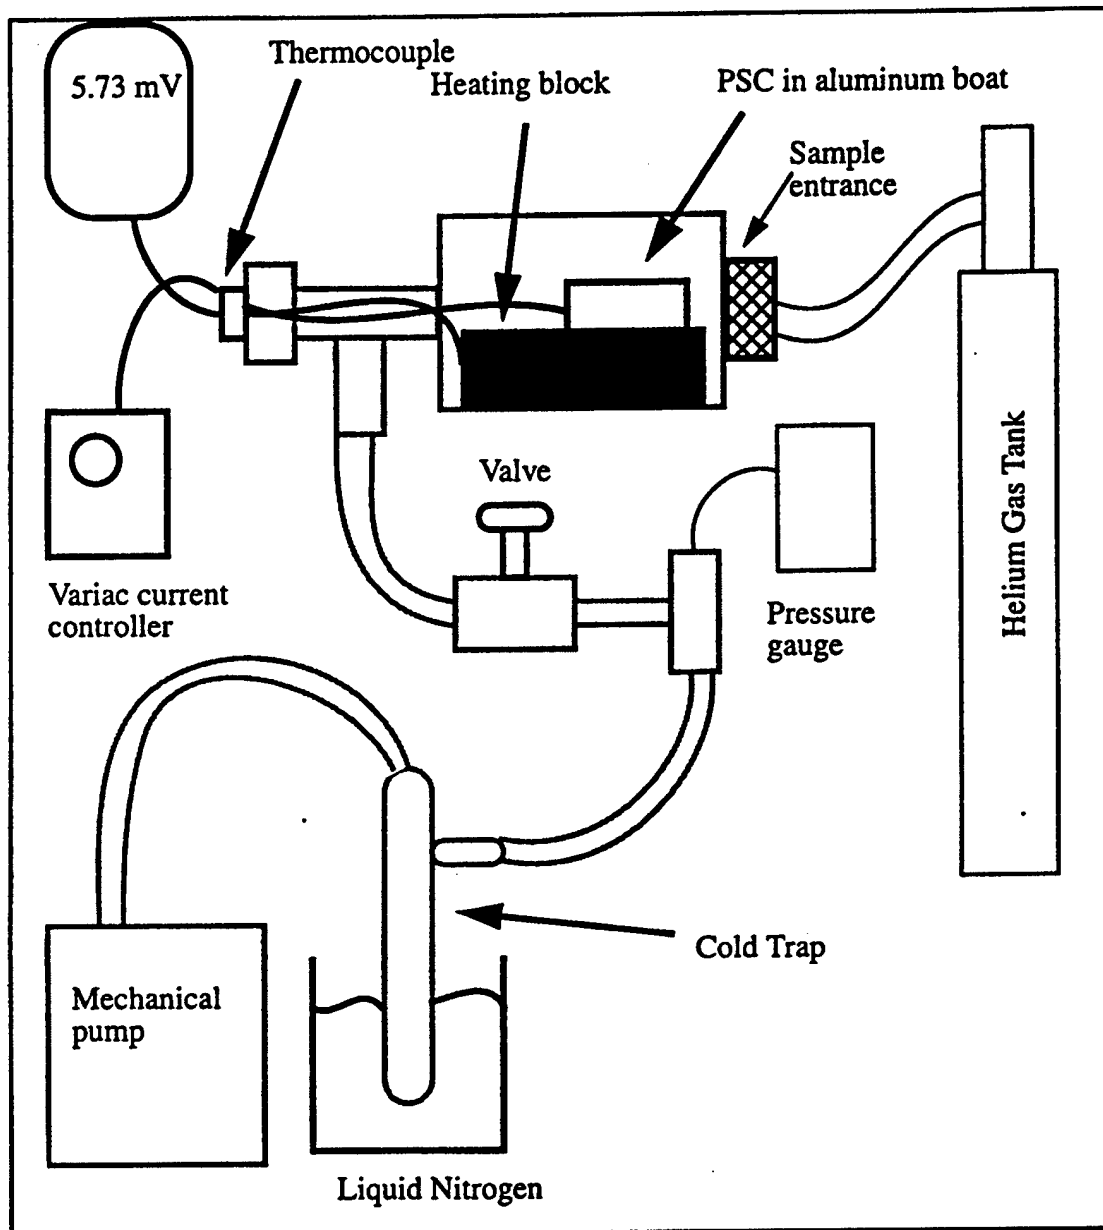 5.73 mV
Thermocouple
Heating block
PSC in aluminum boat
Sample
entrance
Valve
Variac current
controller
Pressure
gauge
Helium Gas Tank
Cold Trap
Mechanical
pump
Liquid Nitrogen